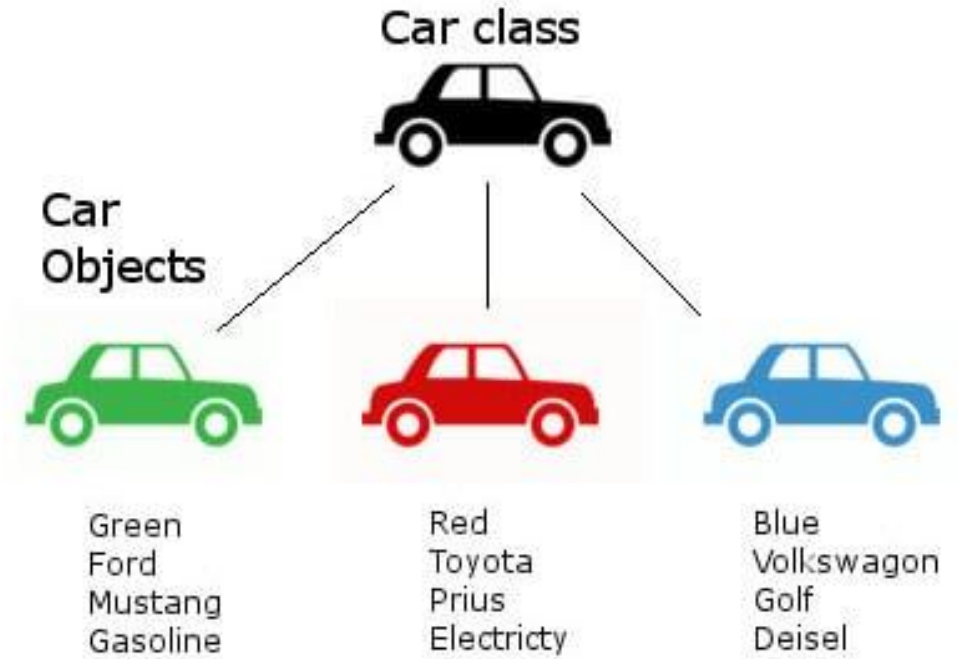 Car class
Car
Objects
Green
Ford
Mustang
Gasoline
Red
Toyota
Prius
Electricty
Blue
Volkswagon
Golf
Deisel